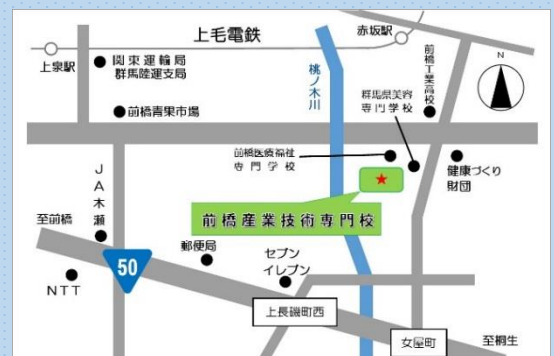 上毛電鉄
赤坂駅
上泉駅
関東運輸局
群馬陸運支局
桃ノ木川
前橋工業高校
N
群馬県美容
専門学校
前橋青果市場
前橋医療福祉
専門学校
健康づくり
財団
★
JA木瀬
前橋産業技術専門校
至前橋
50
郵便局
セブン
イレブン
NTT
上長磯町西
女屋町
至桐生